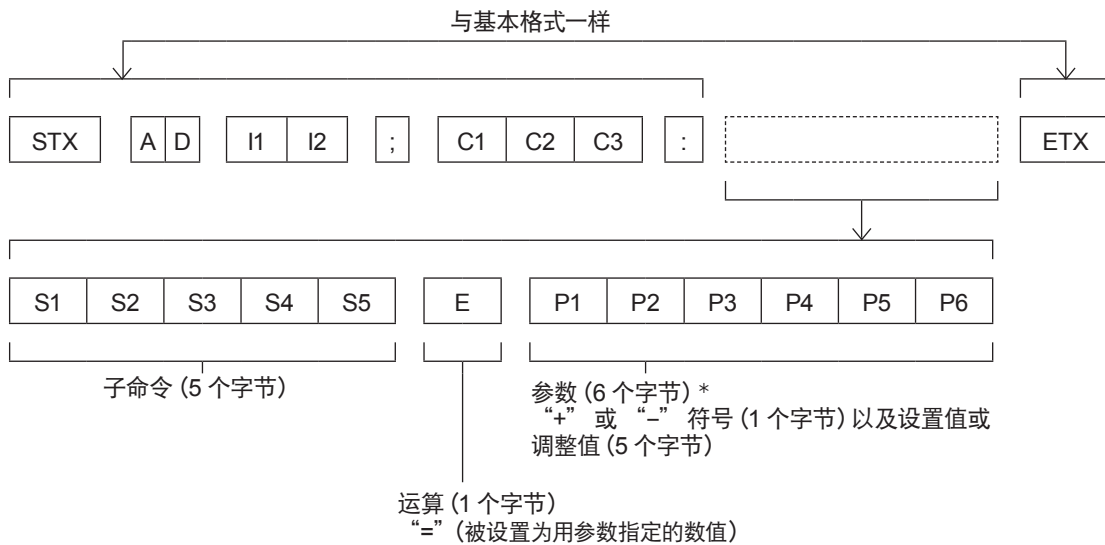 与基本格式一样
STX A D I1 I2 ; C1 C2 C3 : ETX
S1 S2 S3 S4 S5 E P1 P2 P3 P4 P5 P6
子命令 (5 个字节)
参数 (6 个字节) *
“+” 或 “–” 符号 (1 个字节) 以及设置值或
调整值 (5 个字节)
运算 (1 个字节)
“=” (被设置为用参数指定的数值)